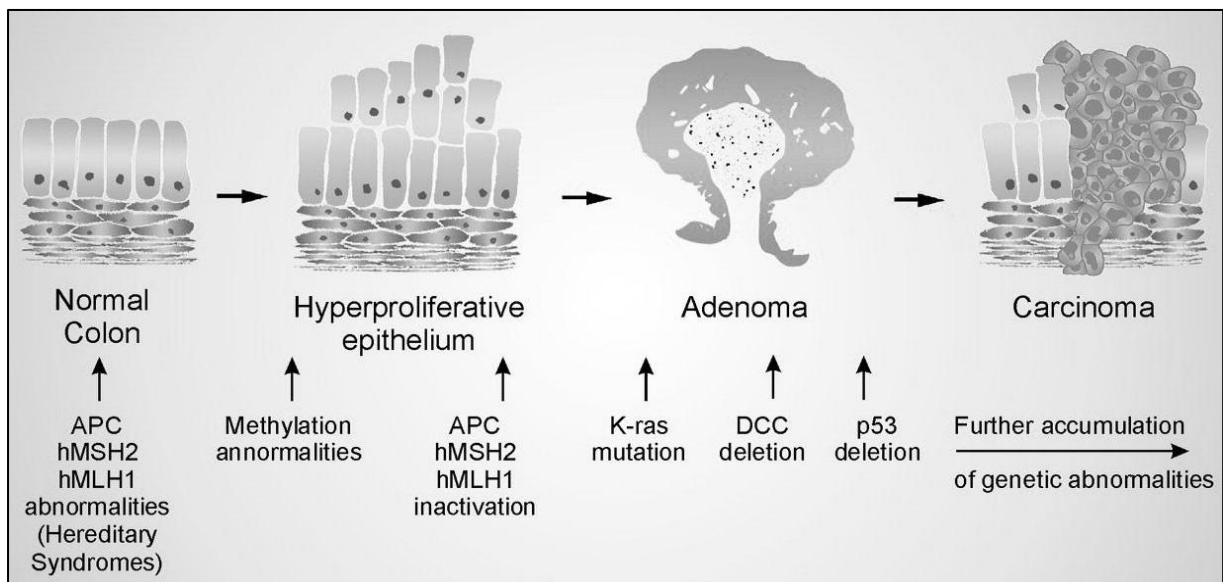 Normal
Colon
Hyperproliferative
epithelium
Adenoma
Carcinoma
APC
hMSH2
hMLH1
abnormalities
(Hereditary
Syndromes)
Methylation
annormalities
APC
hMSH2
hMLH1
inactivation
K-ras
mutation
DCC
deletion
p53
deletion
Further accumulation
of genetic abnormalities